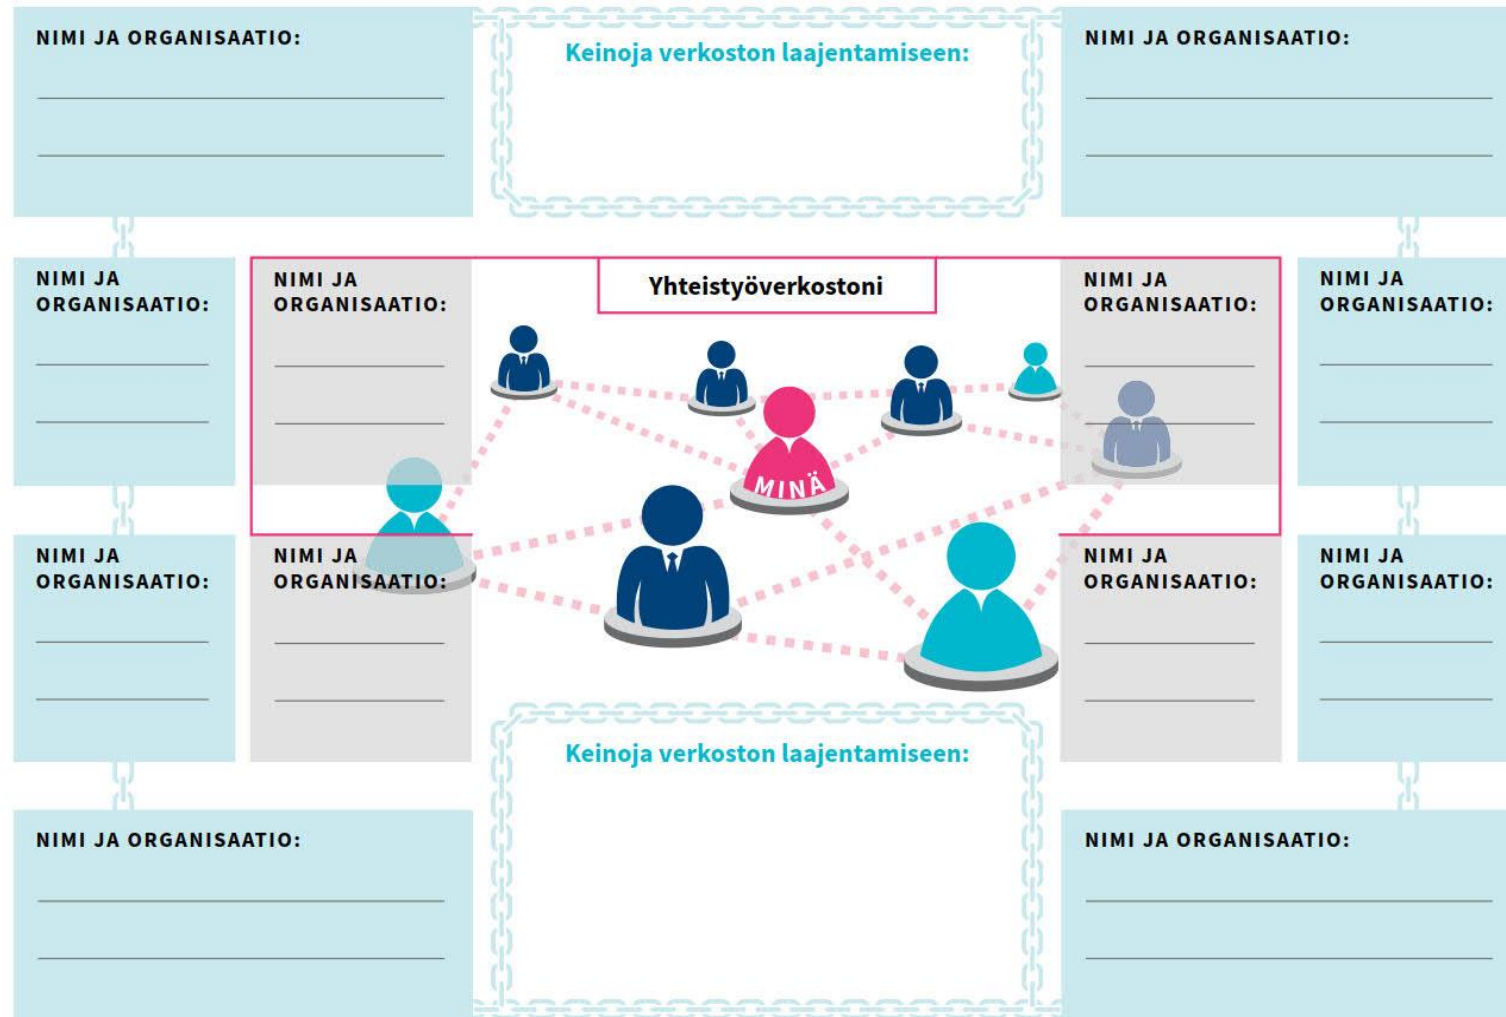 NIMI JA ORGANISAATIO:
Keinoja verkoston laajentamiseen:
NIMI JA ORGANISAATIO:
NIMI JA
ORGANISAATIO:
NIMI JA
ORGANISAATIO:
Yhteistyöverkostoni
NIMI JA
ORGANISAATIO:
NIMI JA
ORGANISAATIO:
MINÄ
NIMI JA
ORGANISAATIO:
NIMI JA
ORGANISAATIO:
NIMI JA
ORGANISAATIO:
NIMI JA
ORGANISAATIO:
Keinoja verkoston laajentamiseen:
NIMI JA ORGANISAATIO:
NIMI JA ORGANISAATIO: